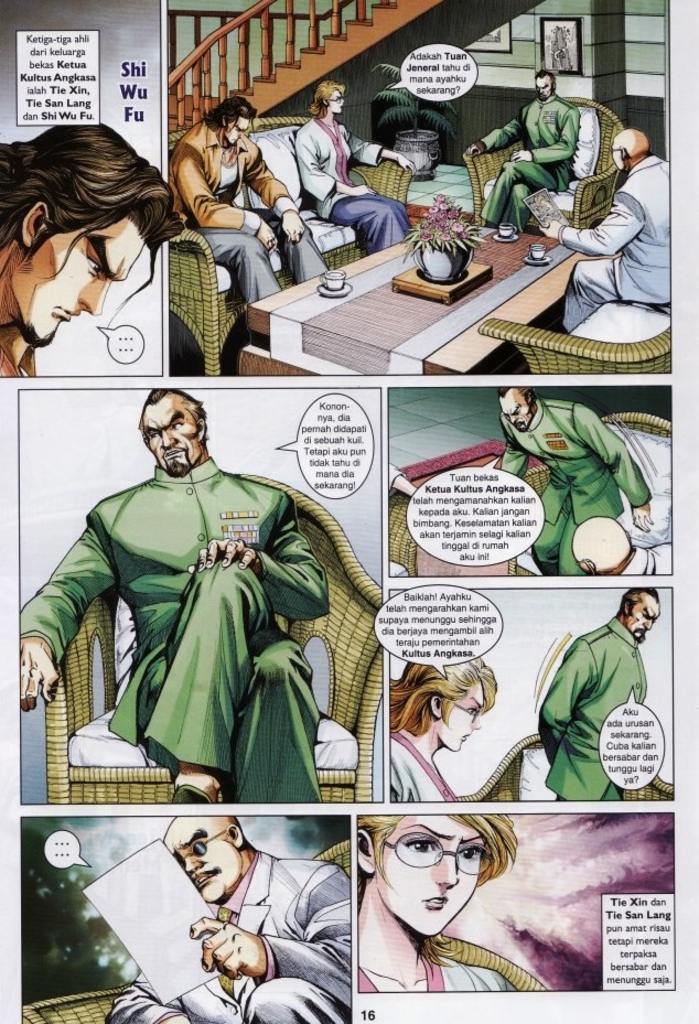 Ketiga-tiga ahli
dari keluarga
bekas Ketua
Kultus Angkasa
ialah Tie Xin,
Tie San Lang
dan Shi Wu Fu.
Shi
Wu
Fu
...
...
Adakah Tuan
Jeneral tahu di
mana ayahku
sekarang?
Konon-
nya, dia
pernah didapati
di sebuah kuil.
Tetapi aku pun
tidak tahu di
mana dia
sekarang!
Tuan bekas
Ketua Kultus Angkasa
telah mengamanahkan kalian
kepada aku. Kalian jangan
bimbang. Keselamatan kalian
akan terjamin selagi kalian
tinggal di rumah
aku ini!
Baiklah! Ayahku
telah mengarahkan kami
supaya menunggu sehingga
dia berjaya mengambil alih
teraju pemerintahan
Kultus Angkasa.
Aku
ada urusan
sekarang.
Cuba kalian
bersabar dan
tunggu lagi
ya?
...
...
Tie Xin dan
Tie San Lang
pun amat risau
tetapi mereka
terpaksa
bersabar dan
menunggu saja.
16